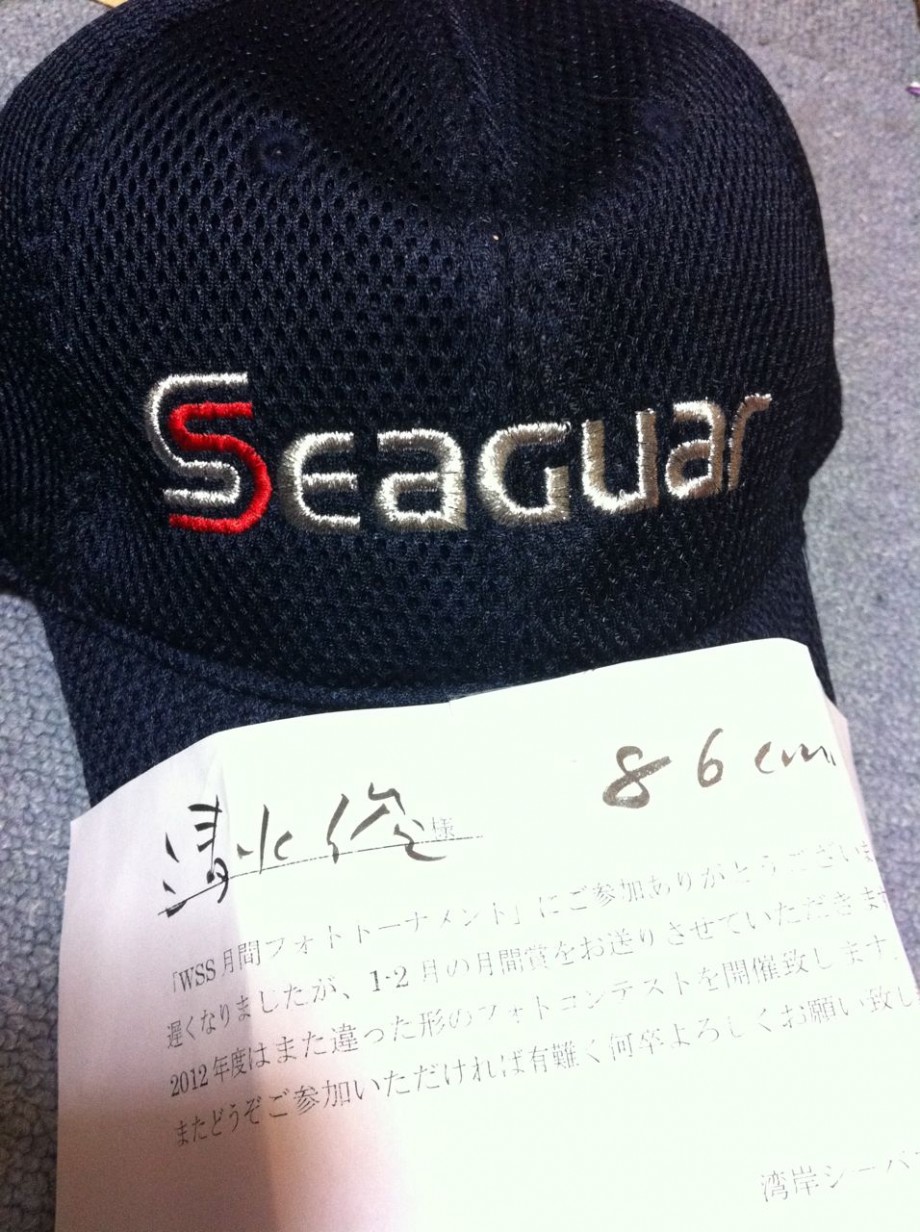 Seaguar
86cm
清水 俊 様
「WSS月間フォトトーナメント」にご参加ありがとうございま
遅くなりましたが、1-2月の月間賞をお送りさせていただきま
2012年度はまた違った形のフォトコンテストを開催致します。
またどうぞご参加いただければ有難く何卒よろしくお願い致し
湾岸シーバ